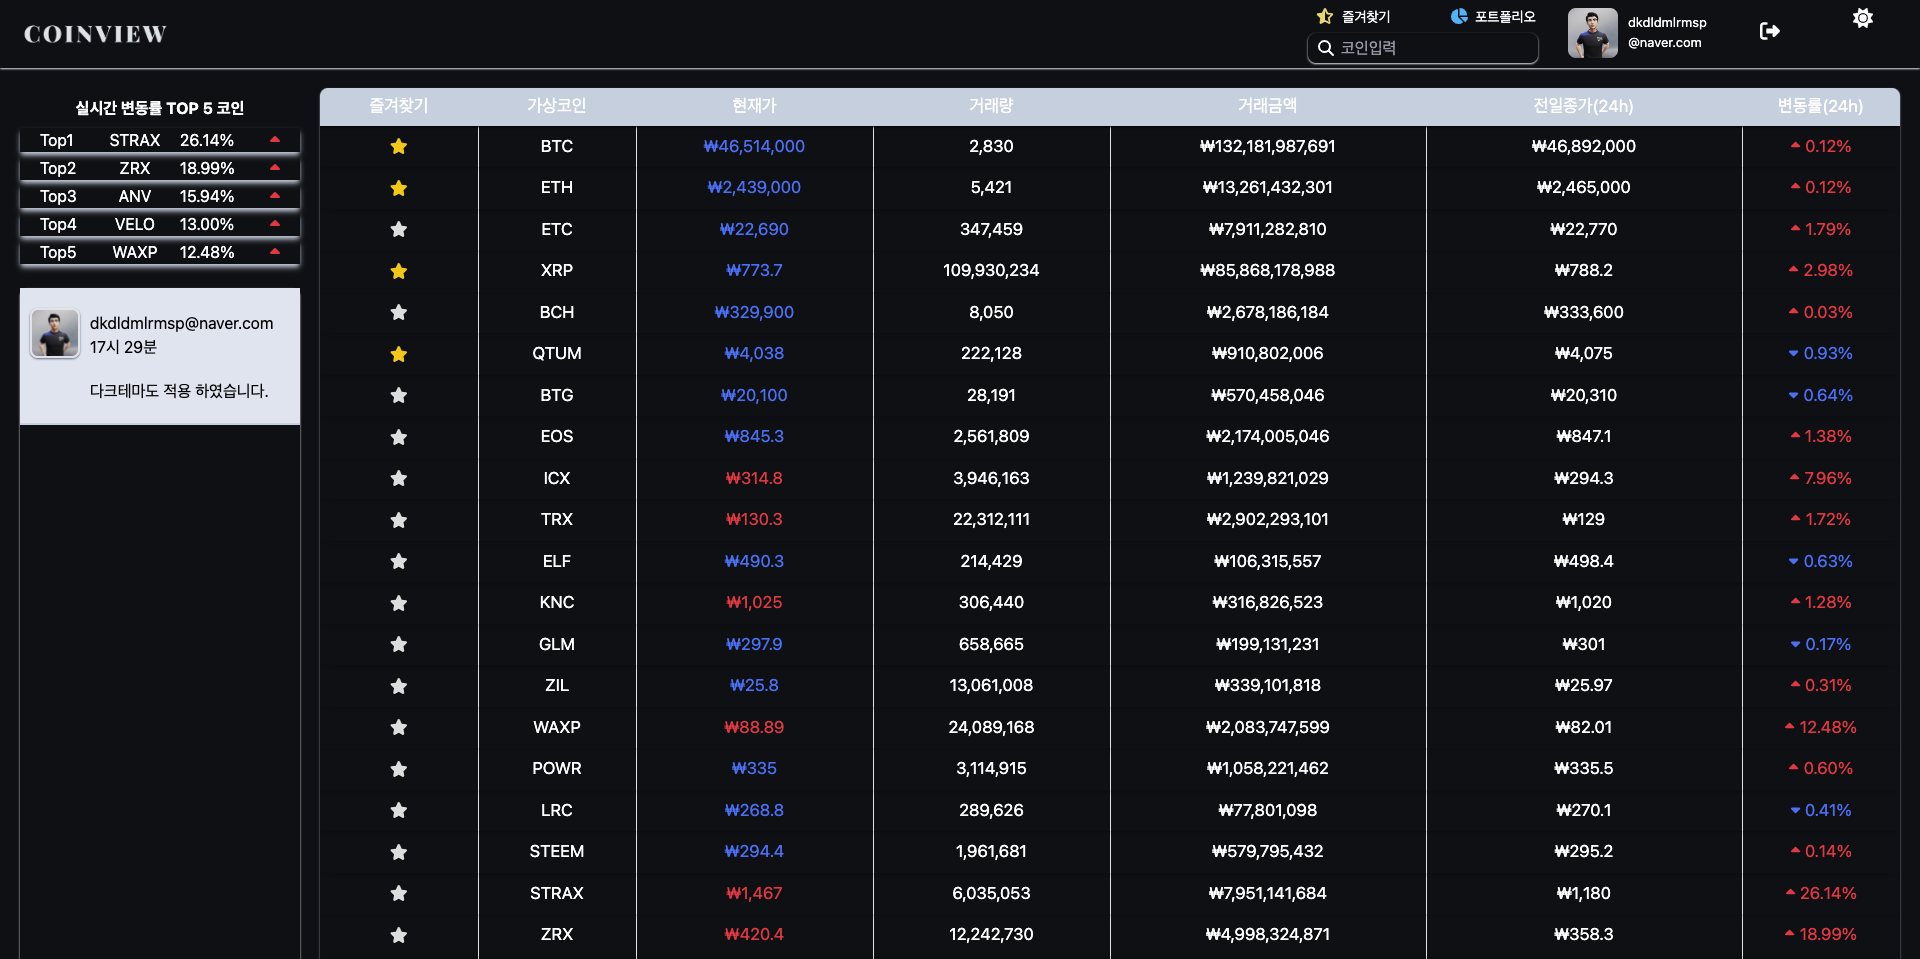 COINVIEW
즐겨찾기 포트폴리오
코인입력
dkdldmlrmsp
@naver.com
실시간 변동률 TOP 5 코인
Top1 STRAX 26.14%
Top2 ZRX 18.99%
Top3 ANV 15.94%
Top4 VELO 13.00%
Top5 WAXP 12.48%
dkdldmlrmsp@naver.com
17시 29분
다크테마도 적용 하였습니다.
즐겨찾기 가상코인 현재가 거래량 거래금액 전일종가(24h) 변동률(24h)
BTC ₩46,514,000 2,830 ₩132,181,987,691 ₩46,892,000 0.12%
ETH ₩2,439,000 5,421 ₩13,261,432,301 ₩2,465,000 0.12%
ETC ₩22,690 347,459 ₩7,911,282,810 ₩22,770 1.79%
XRP ₩773.7 109,930,234 ₩85,868,178,988 ₩788.2 2.98%
BCH ₩329,900 8,050 ₩2,678,186,184 ₩333,600 0.03%
QTUM ₩4,038 222,128 ₩910,802,006 ₩4,075 0.93%
BTG ₩20,100 28,191 ₩570,458,046 ₩20,310 0.64%
EOS ₩845.3 2,561,809 ₩2,174,005,046 ₩847.1 1.38%
ICX ₩314.8 3,946,163 ₩1,239,821,029 ₩294.3 7.96%
TRX ₩130.3 22,312,111 ₩2,902,293,101 ₩129 1.72%
ELF ₩490.3 214,429 ₩106,315,557 ₩498.4 0.63%
KNC ₩1,025 306,440 ₩316,826,523 ₩1,020 1.28%
GLM ₩297.9 658,665 ₩199,131,231 ₩301 0.17%
ZIL ₩25.8 13,061,008 ₩339,101,818 ₩25.97 0.31%
WAXP ₩88.89 24,089,168 ₩2,083,747,599 ₩82.01 12.48%
POWR ₩335 3,114,915 ₩1,058,221,462 ₩335.5 0.60%
LRC ₩268.8 289,626 ₩77,801,098 ₩270.1 0.41%
STEEM ₩294.4 1,961,681 ₩579,795,432 ₩295.2 0.14%
STRAX ₩1,467 6,035,053 ₩7,951,141,684 ₩1,180 26.14%
ZRX ₩420.4 12,242,730 ₩4,998,324,871 ₩358.3 18.99%